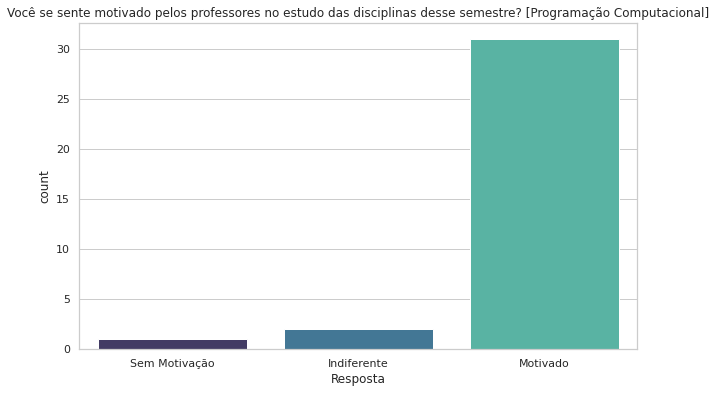 Você se sente motivado pelos professores no estudo das disciplinas desse semestre? [Programação Computacional]
30
25
20
15
10
5
0
count
Sem Motivação
Indiferente
Motivado
Resposta